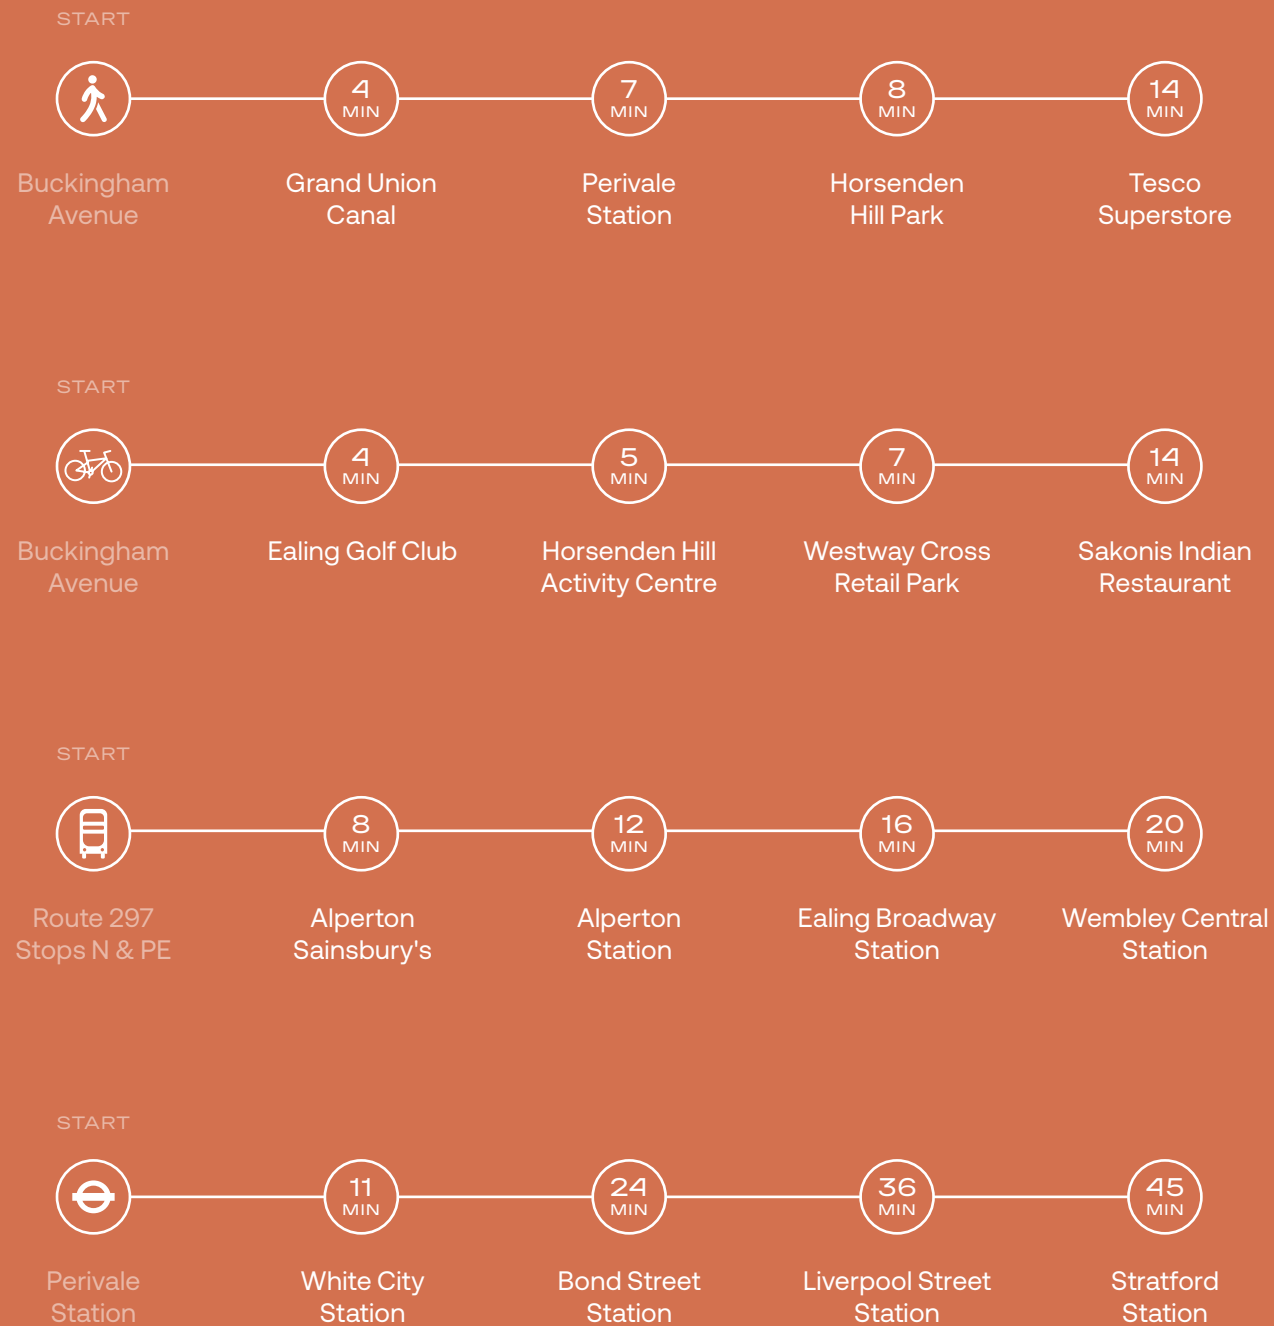 START
4 MIN
7 MIN
8 MIN
14 MIN
Buckingham
Avenue
Grand Union
Canal
Perivale
Station
Horsenden
Hill Park
Tesco
Superstore
START
4 MIN
5 MIN
7 MIN
14 MIN
Buckingham
Avenue
Ealing Golf Club
Horsenden Hill
Activity Centre
Westway Cross
Retail Park
Sakonis Indian
Restaurant
START
8 MIN
12 MIN
16 MIN
20 MIN
Route 297
Stops N & PE
Alperton
Sainsbury's
Alperton
Station
Ealing Broadway
Station
Wembley Central
Station
START
11 MIN
24 MIN
36 MIN
45 MIN
Perivale
Station
White City
Station
Bond Street
Station
Liverpool Street
Station
Stratford
Station